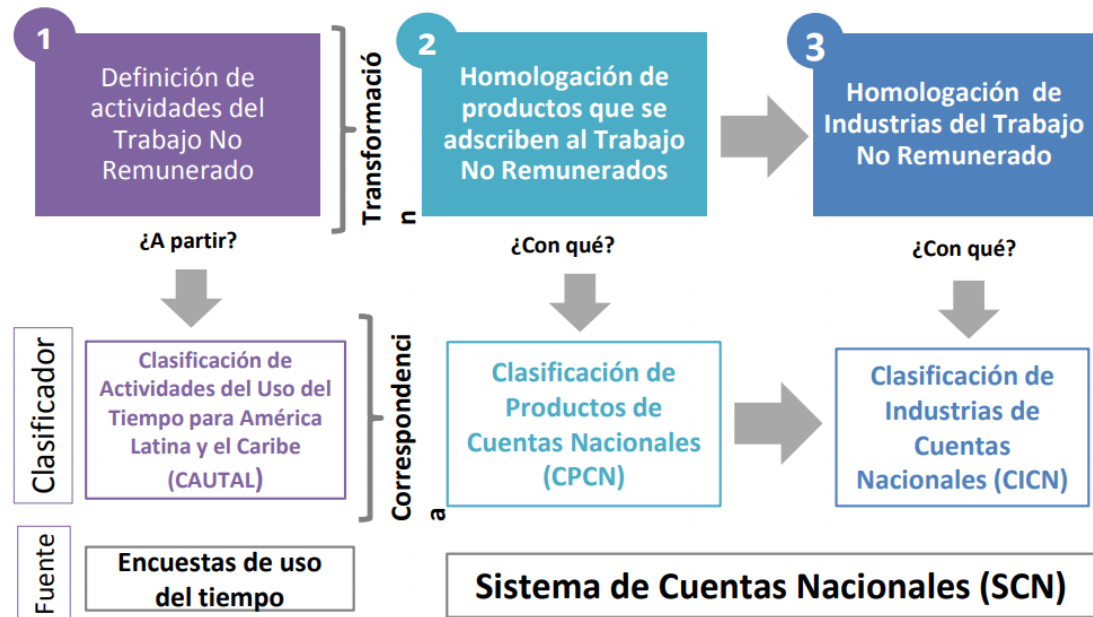 1
Definición de
actividades del
Trabajo No
Remunerado
Transformació
n
2
Homologación de
productos que se
adscriben al Trabajo
No Remunerados
3
Homologación de
Industrias del Trabajo
No Remunerado
¿A partir?
¿Con qué?
¿Con qué?
Clasificador
Clasificación de
Actividades del Uso del
Tiempo para América
Latina y el Caribe
(CAUTAL)
Correspondenci
a
Clasificación de
Productos de
Cuentas Nacionales
(CPCN)
Clasificación de
Industrias de
Cuentas
Nacionales (CICN)
Fuente
Encuestas de uso
del tiempo
Sistema de Cuentas Nacionales (SCN)